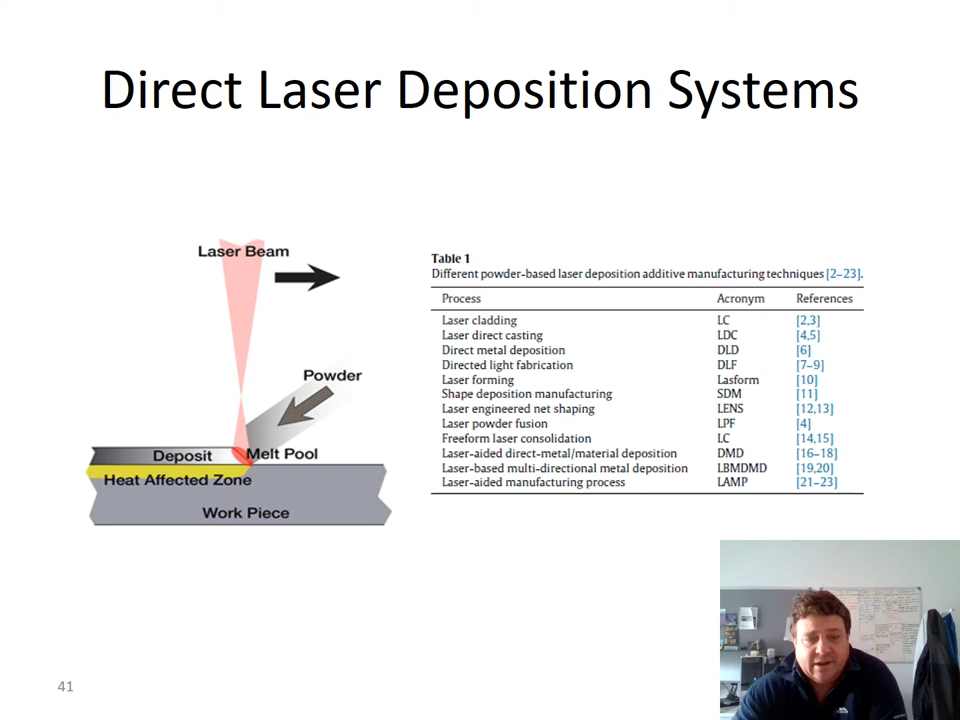 Direct Laser Deposition Systems
Laser Beam
Powder
Deposit
Melt Pool
Heat Affected Zone
Work Piece
Table 1
Different powder-based laser deposition additive manufacturing techniques [2–23].
Process Acronym References
Laser cladding LC [2,3]
Laser direct casting LDC [4,5]
Direct metal deposition DLD [6]
Directed light fabrication DLF [7–9]
Laser forming Lasform [10]
Shape deposition manufacturing SDM [11]
Laser engineered net shaping LENS [12,13]
Laser powder fusion LPF [4]
Freeform laser consolidation LC [14,15]
Laser-aided direct-metal/material deposition DMD [16–18]
Laser-based multi-directional metal deposition LBMDMD [19,20]
Laser-aided manufacturing process LAMP [21–23]
41